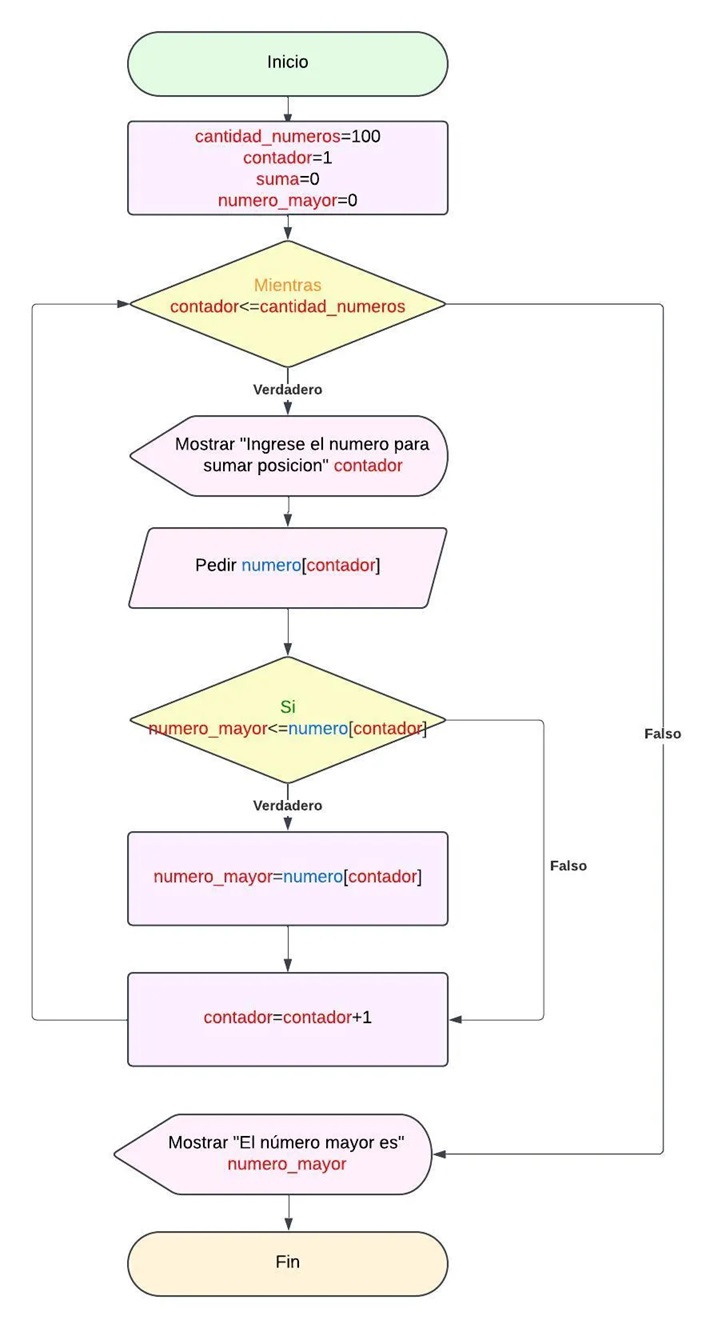 Inicio
cantidad_numeros=100
contador=1
suma=0
numero_mayor=0
Mientras
contador<=cantidad_numeros
Verdadero
Mostrar "Ingrese el numero para
sumar posicion" contador
Pedir numero[contador]
Si
numero_mayor<=numero[contador]
Falso
Verdadero
Falso
numero_mayor=numero[contador]
contador=contador+1
Mostrar "El número mayor es"
numero_mayor
Fin